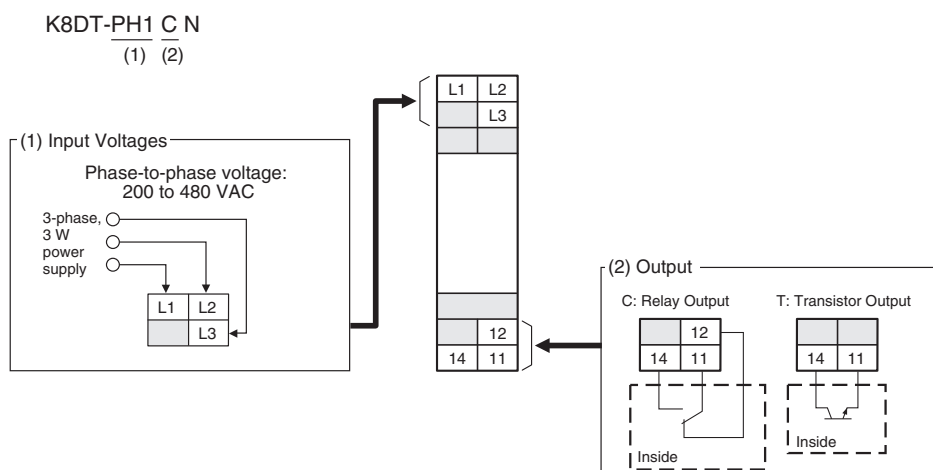 K8DT-PH1 C N
(1) (2)
L1 L2
L3
(1) Input Voltages
Phase-to-phase voltage:
200 to 480 VAC
3-phase,
3 W
power
supply
L1 L2
L3
12
14 11
(2) Output
C: Relay Output
12
14 11
Inside
T: Transistor Output
14 11
Inside